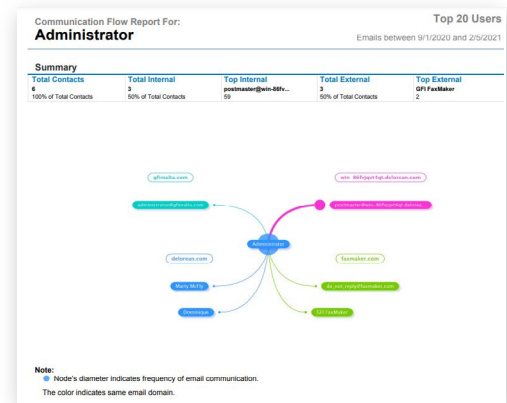 Communication Flow Report For:
Administrator
Top 20 Users
Emails between 9/1/2020 and 2/5/2021
Summary
Total Contacts Total Internal Top Internal Total External Top External
6 3 postmaster@win-86fv... 3 GFI FaxMaker
100% of Total Contacts 50% of Total Contacts 59 50% of Total Contacts 2
gfimalta.com
administrator@gfimalta.com
delorean.com
faxmaker.com
Administrator
Marty McFly
do_not_reply@faxmaker.com
GFI FaxMaker
Note:
Node's diameter indicates frequency of email communication.
The color indicates same email domain.